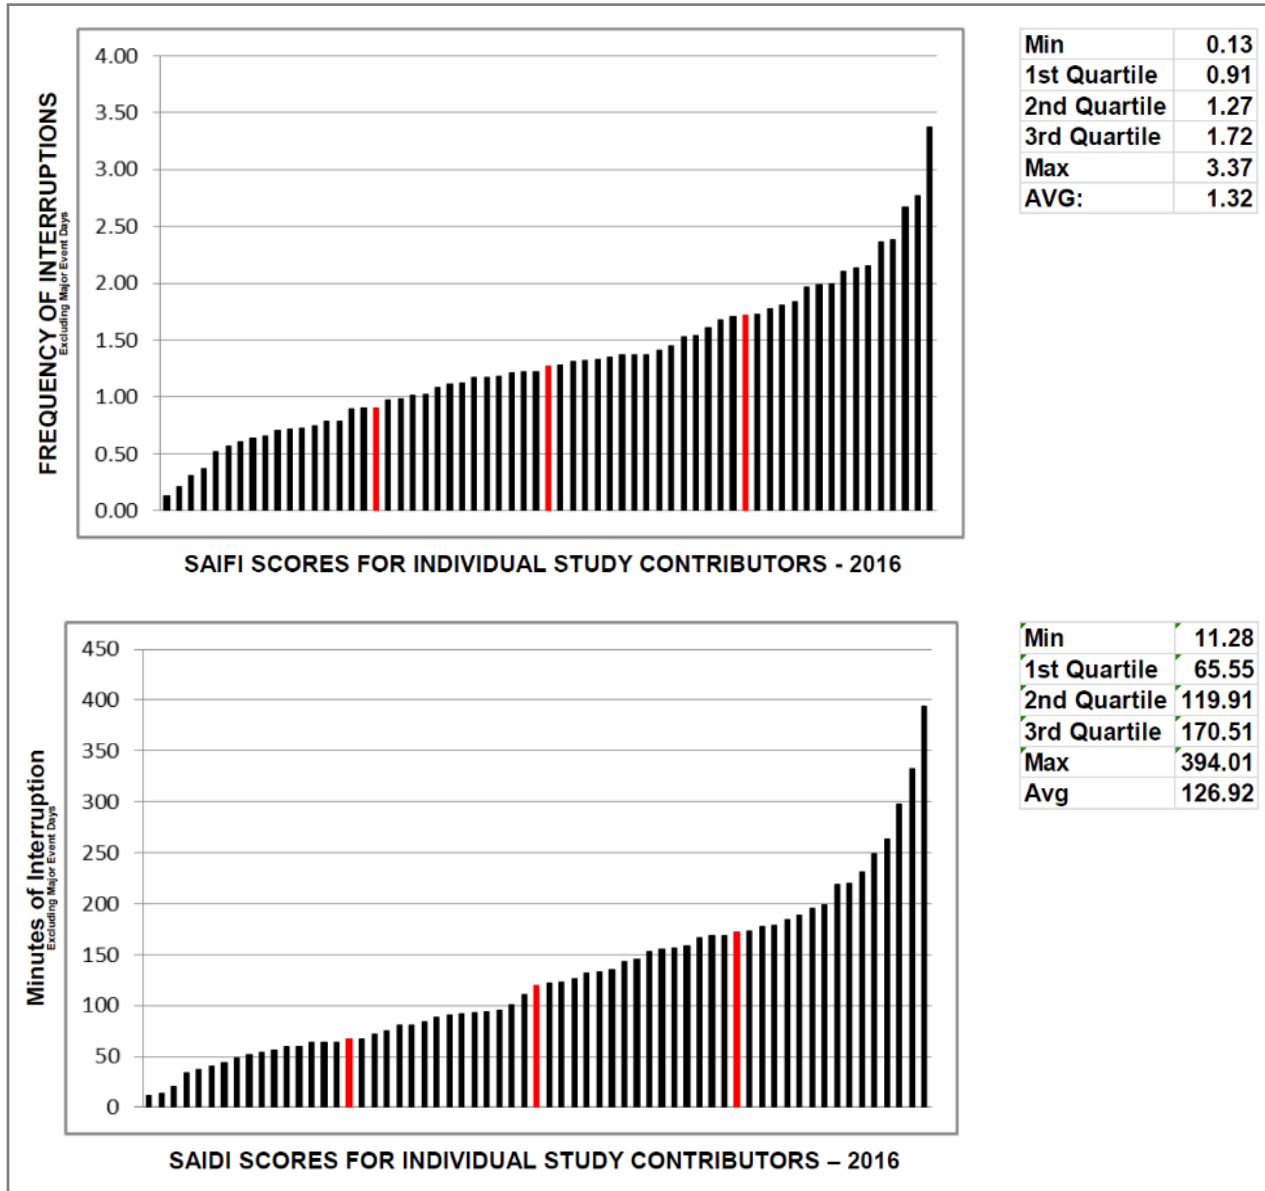 FREQUENCY OF INTERRUPTIONS
Excluding Major Event Days
4.00
3.50
3.00
2.50
2.00
1.50
1.00
0.50
0.00
SAIFI SCORES FOR INDIVIDUAL STUDY CONTRIBUTORS - 2016
Min 0.13
1st Quartile 0.91
2nd Quartile 1.27
3rd Quartile 1.72
Max 3.37
AVG: 1.32
Minutes of Interruption
Excluding Major Event Days
450
400
350
300
250
200
150
100
50
0
SAIDI SCORES FOR INDIVIDUAL STUDY CONTRIBUTORS – 2016
Min 11.28
1st Quartile 65.55
2nd Quartile 119.91
3rd Quartile 170.51
Max 394.01
Avg 126.92